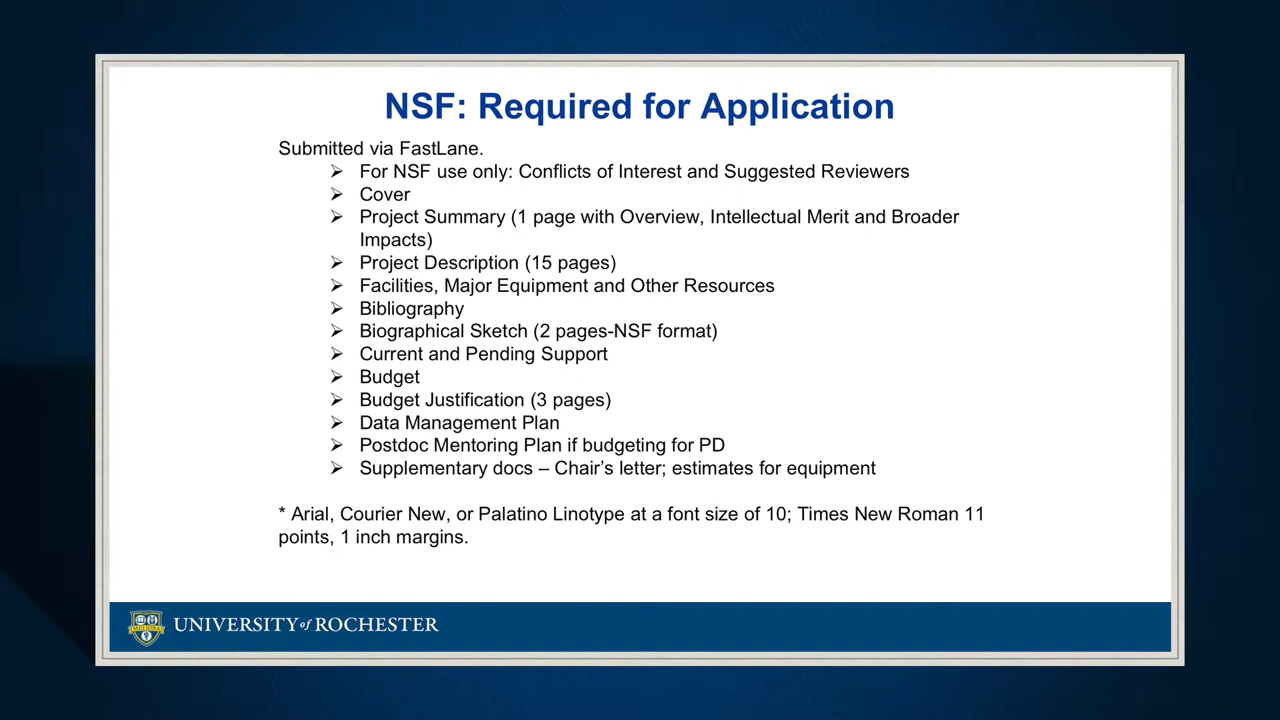 NSF: Required for Application
Submitted via FastLane.
➢ For NSF use only: Conflicts of Interest and Suggested Reviewers
➢ Cover
➢ Project Summary (1 page with Overview, Intellectual Merit and Broader
Impacts)
➢ Project Description (15 pages)
➢ Facilities, Major Equipment and Other Resources
➢ Bibliography
➢ Biographical Sketch (2 pages-NSF format)
➢ Current and Pending Support
➢ Budget
➢ Budget Justification (3 pages)
➢ Data Management Plan
➢ Postdoc Mentoring Plan if budgeting for PD
➢ Supplementary docs – Chair’s letter; estimates for equipment
* Arial, Courier New, or Palatino Linotype at a font size of 10; Times New Roman 11
points, 1 inch margins.
MELIORA
UNIVERSITY of ROCHESTER